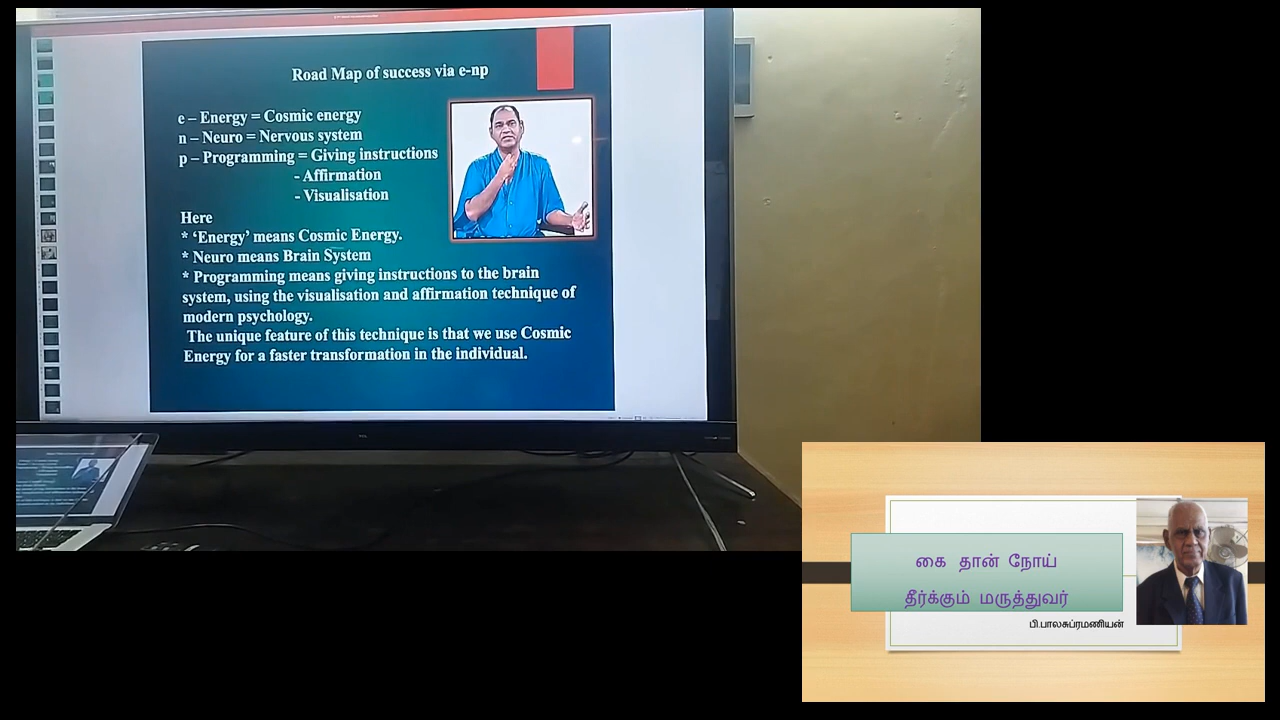 Road Map of success via e-np
e – Energy = Cosmic energy
n – Neuro = Nervous system
p – Programming = Giving instructions
- Affirmation
- Visualisation
Here
* ‘Energy’ means Cosmic Energy.
* Neuro means Brain System
* Programming means giving instructions to the brain
system, using the visualisation and affirmation technique of
modern psychology.
The unique feature of this technique is that we use Cosmic
Energy for a faster transformation in the individual.
TCL
கை தான் நோய்
தீர்க்கும் மருத்துவர்
பி.பாலசுப்ரமணியன்